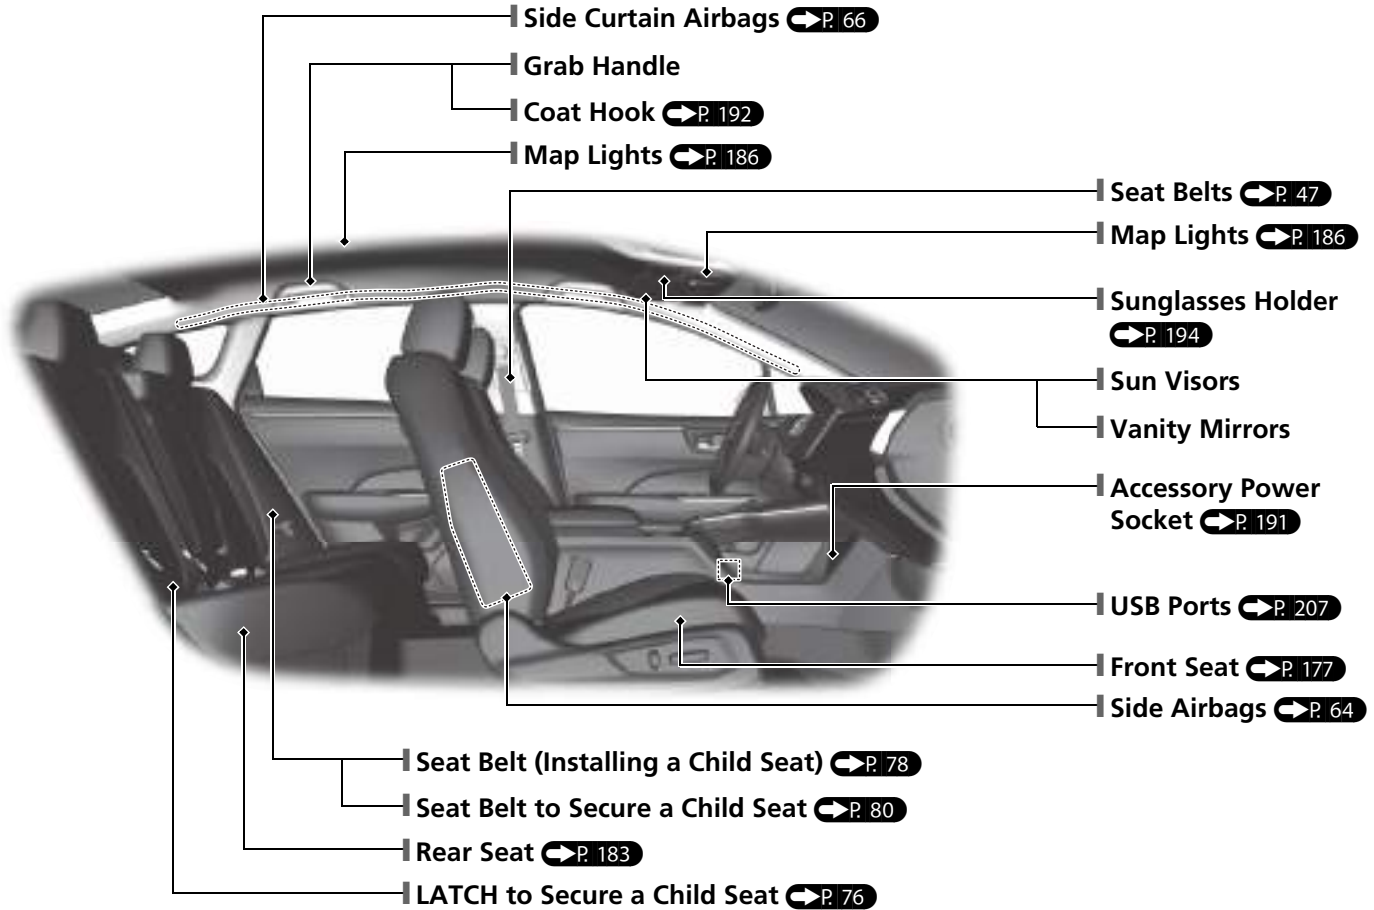 Side Curtain Airbags P. 66
Grab Handle
Coat Hook P. 192
Map Lights P. 186
Seat Belts P. 47
Map Lights P. 186
Sunglasses Holder
P. 194
Sun Visors
Vanity Mirrors
Accessory Power
Socket P. 191
USB Ports P. 207
Front Seat P. 177
Side Airbags P. 64
Seat Belt (Installing a Child Seat) P. 78
Seat Belt to Secure a Child Seat P. 80
Rear Seat P. 183
LATCH to Secure a Child Seat P. 76